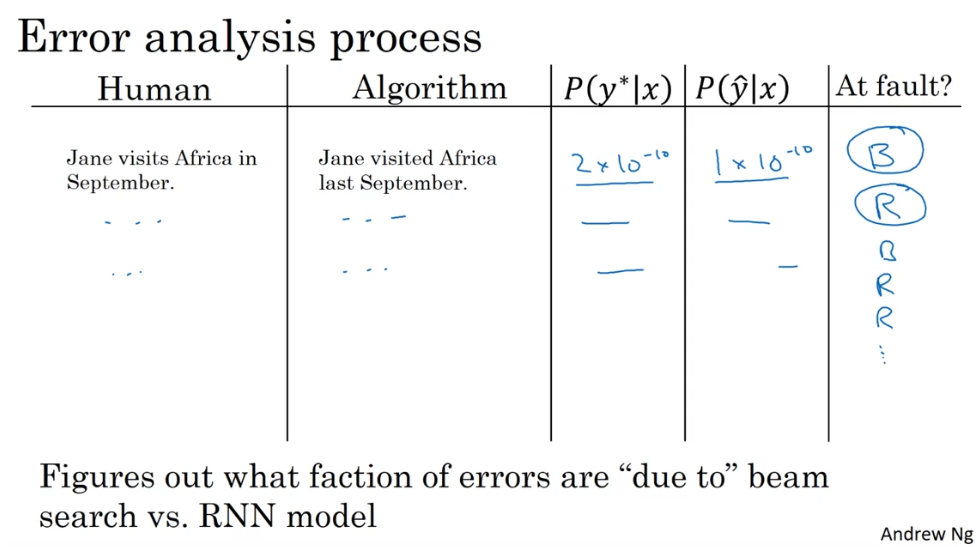 Error analysis process
Human Algorithm P(y*|x) P(ŷ|x) At fault?
Jane visits Africa in September. Jane visited Africa last September. 2 × 10⁻¹⁰ 1 × 10⁻¹⁰ B
... ... — — R
... ... — — B
R
R
⋮
Figures out what faction of errors are “due to” beam
search vs. RNN model
Andrew Ng